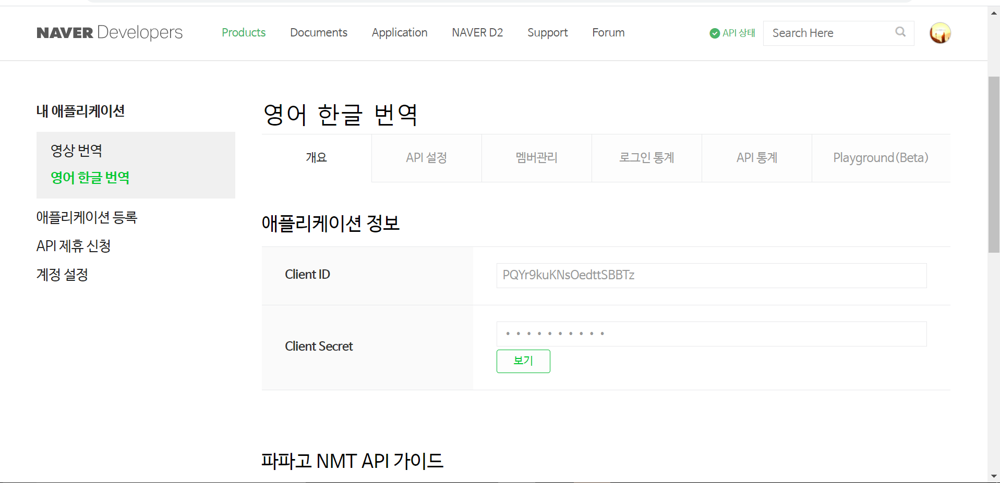 NAVER Developers
Products
Documents
Application
NAVER D2
Support
Forum
API 상태
Search Here
내 애플리케이션
영상 번역
영어 한글 번역
애플리케이션 등록
API 제휴 신청
계정 설정
영어 한글 번역
개요
API 설정
멤버관리
로그인 통계
API 통계
Playground(Beta)
애플리케이션 정보
Client ID
PQYr9kuKNsOedttSBBTz
Client Secret
••••••••••
보기
파파고 NMT API 가이드